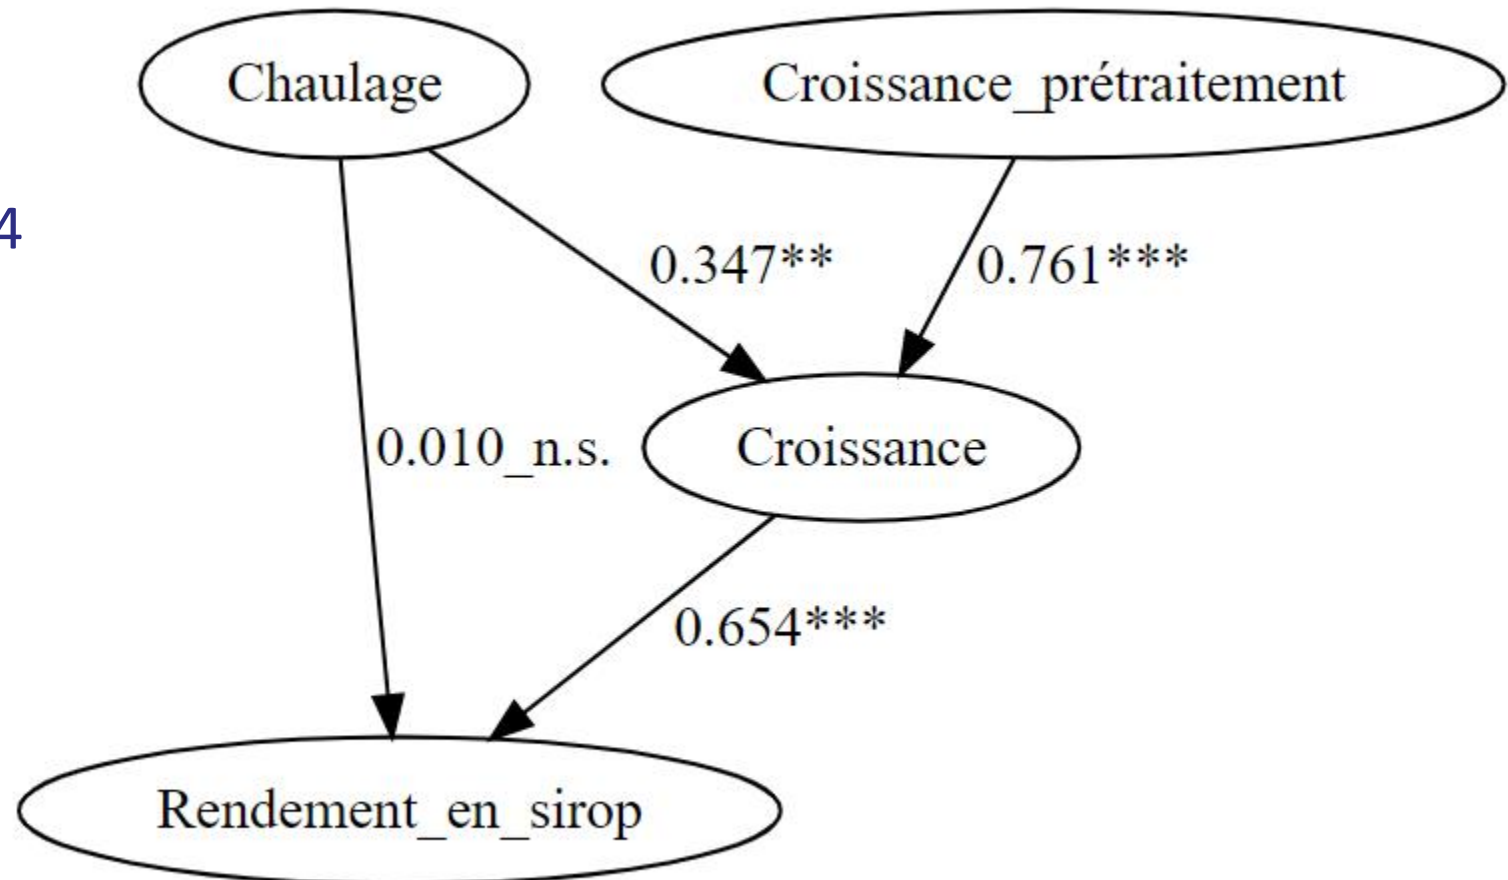 Chaulage
Croissance_prétraitement
4
0.347**
0.761***
0.010_n.s.
Croissance
0.654***
Rendement_en_sirop